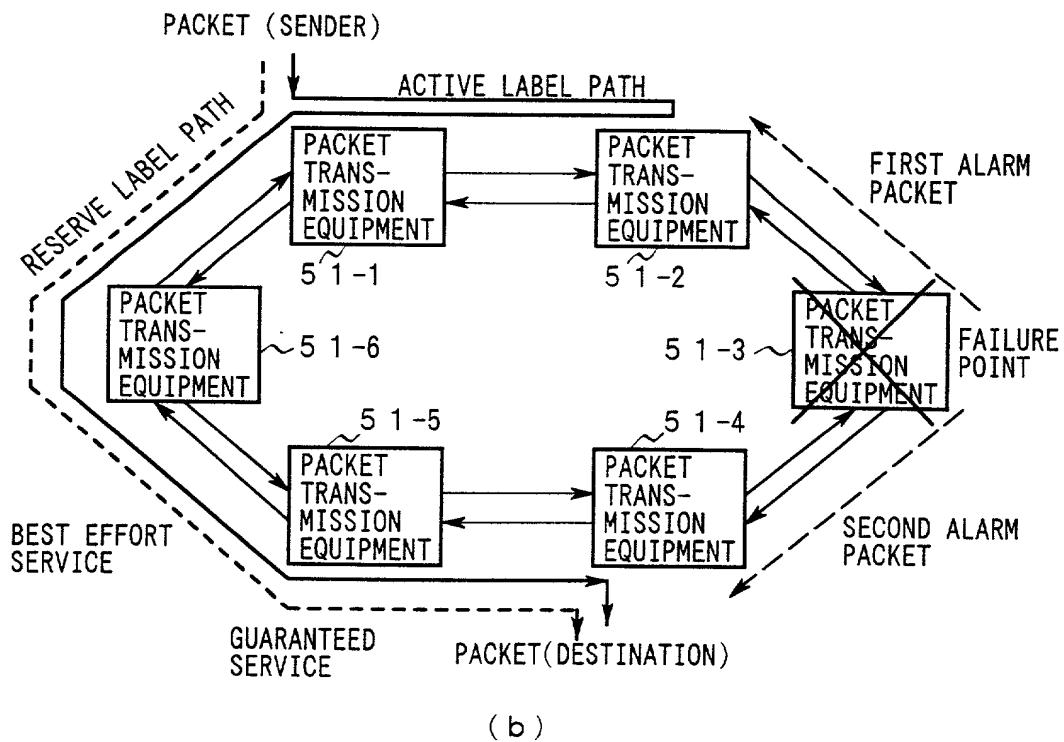 PACKET (SENDER)
ACTIVE LABEL PATH
RESERVE LABEL PATH
PACKET
TRANS-
MISSION
EQUIPMENT
51-1
PACKET
TRANS-
MISSION
EQUIPMENT
51-2
FIRST ALARM
PACKET
PACKET
TRANS-
MISSION
EQUIPMENT
51-6
PACKET
TRANS-
MISSION
EQUIPMENT
51-3
FAILURE
POINT
51-5
PACKET
TRANS-
MISSION
EQUIPMENT
51-4
PACKET
TRANS-
MISSION
EQUIPMENT
BEST EFFORT
SERVICE
SECOND ALARM
PACKET
GUARANTEED
SERVICE
PACKET(DESTINATION)
(b)